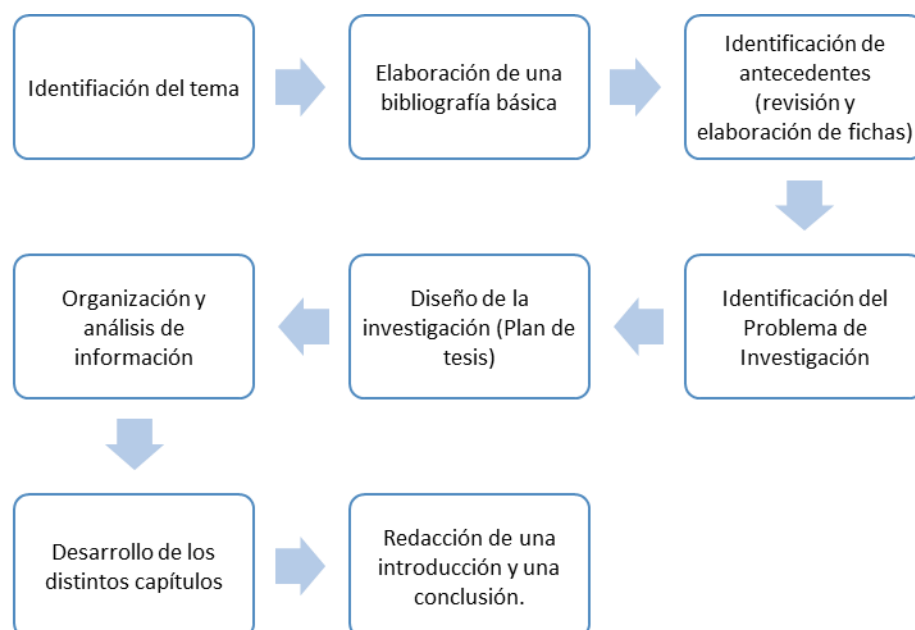 Identifiación del tema
Elaboración de una
bibliografía básica
Identificación de
antecedentes
(revisión y
elaboración de fichas)
Identificación del
Problema de
Investigación
Diseño de la
investigación (Plan de
tesis)
Organización y
análisis de
información
Desarrollo de los
distintos capítulos
Redacción de una
introducción y una
conclusión.